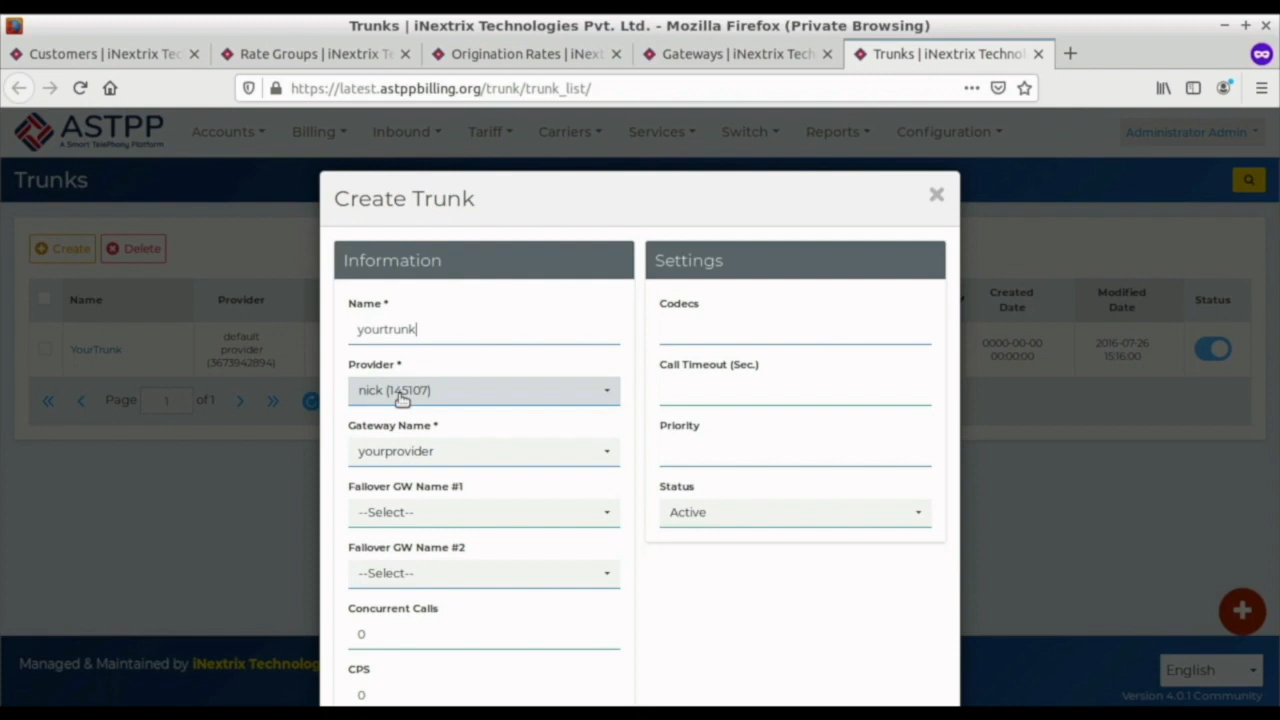 Trunks | iNextrix Technologies Pvt. Ltd. - Mozilla Firefox (Private Browsing)
Customers | iNextrix Tec
Rate Groups | iNextrix Te
Origination Rates | iNext
Gateways | iNextrix Tech
Trunks | iNextrix Technol
https://latest.astppbilling.org/trunk/trunk_list/
ASTPP
A Smart TelePhony Platform
Accounts
Billing
Inbound
Tariff
Carriers
Services
Switch
Reports
Configuration
Administrator Admin
Trunks
Create
Delete
Name
Provider
Created Date
Modified Date
Status
YourTrunk
default provider (3673942894)
0000-00-00 00:00:00
2016-07-26 15:16:00
Page 1 of 1
Create Trunk
Information
Name *
yourtrunk
Provider *
nick (145107)
Gateway Name *
yourprovider
Failover GW Name #1
--Select--
Failover GW Name #2
--Select--
Concurrent Calls
0
CPS
0
Settings
Codecs
Call Timeout (Sec.)
Priority
Status
Active
Managed & Maintained by iNextrix Technolog
English
Version 4.0.1 Community